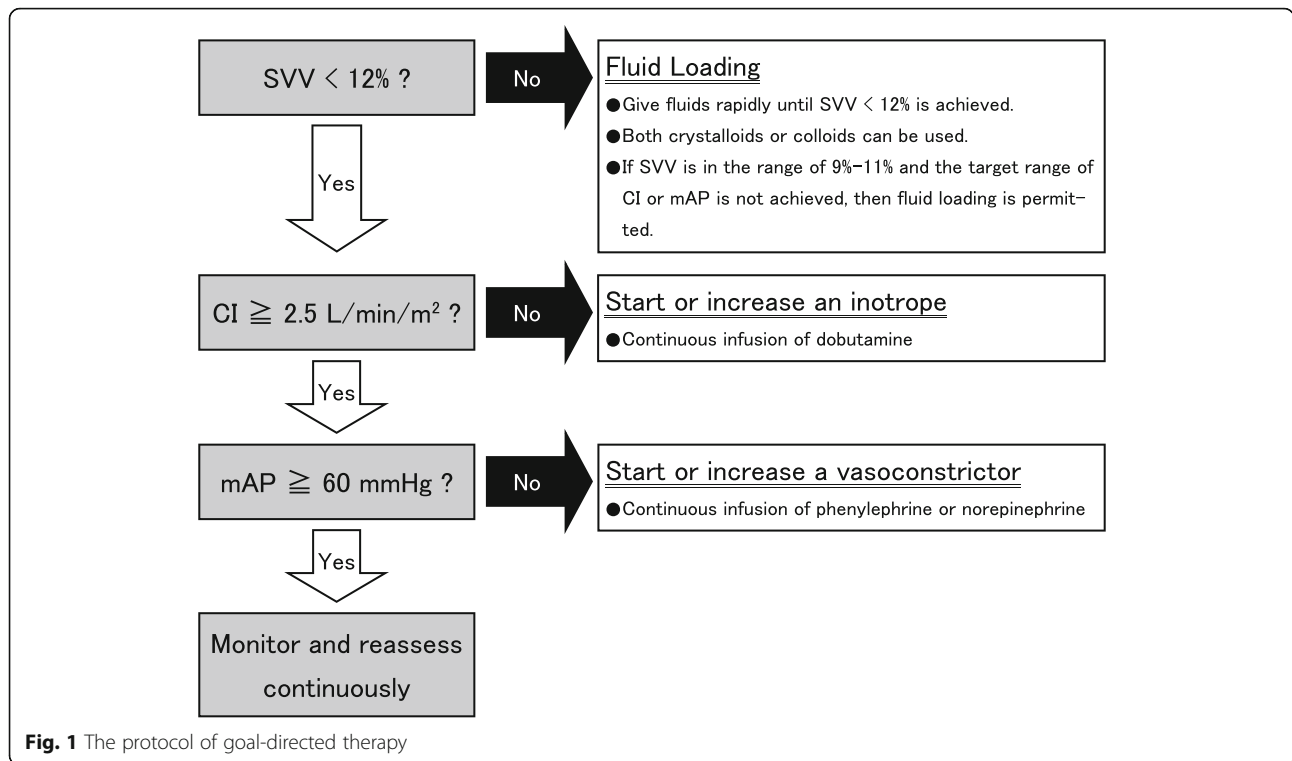 SVV < 12% ?
No
Fluid Loading
●Give fluids rapidly until SVV < 12% is achieved.
●Both crystalloids or colloids can be used.
●If SVV is in the range of 9%-11% and the target range of
CI or mAP is not achieved, then fluid loading is permit-
ted.
Yes
CI ≧ 2.5 L/min/m² ?
No
Start or increase an inotrope
●Continuous infusion of dobutamine
Yes
mAP ≧ 60 mmHg ?
No
Start or increase a vasoconstrictor
●Continuous infusion of phenylephrine or norepinephrine
Yes
Monitor and reassess
continuously
Fig. 1 The protocol of goal-directed therapy